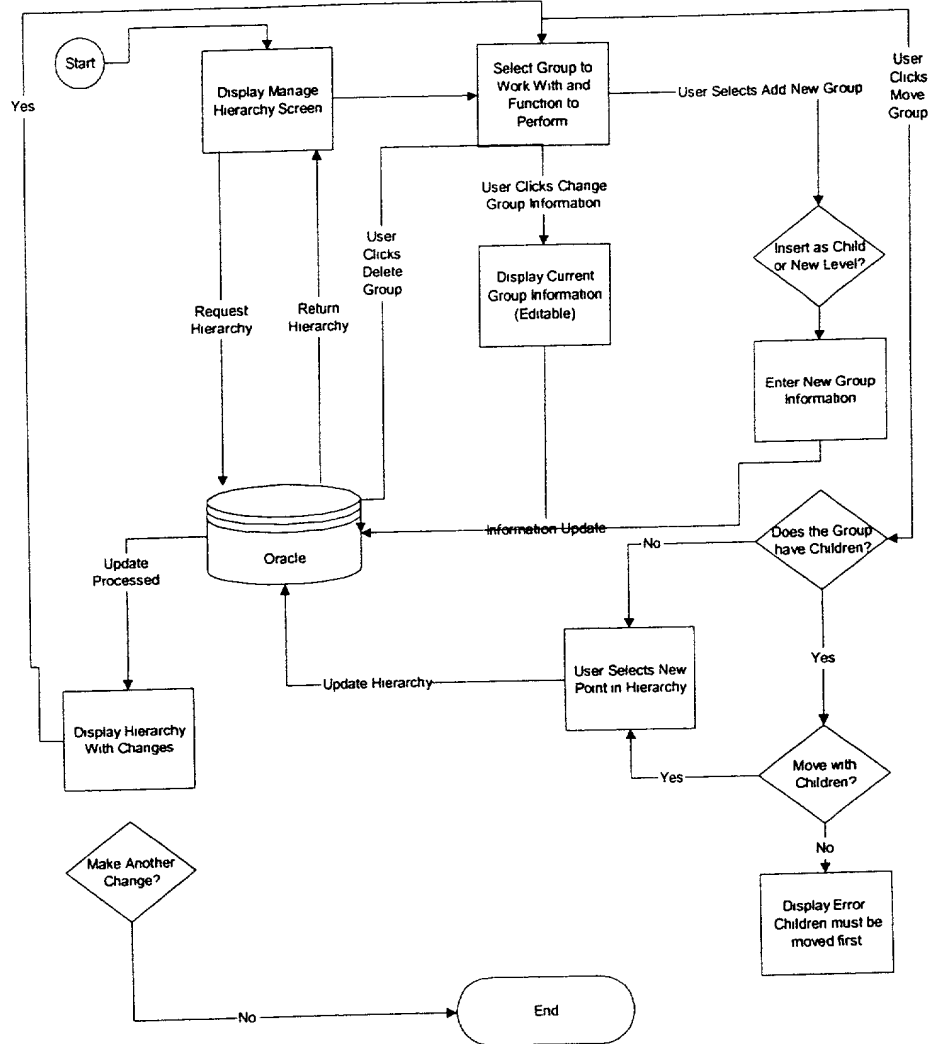 Start
Yes
Display Manage
Hierarchy Screen
Select Group to
Work With and
Function to
Perform
User Selects Add New Group
User
Clicks
Move
Group
User Clicks Change
Group Information
User
Clicks
Delete
Group
Insert as Child
or New Level?
Display Current
Group Information
(Editable)
Request
Hierarchy
Return
Hierarchy
Enter New Group
Information
Information Update
Oracle
Does the Group
have Children?
No
Update
Processed
Yes
User Selects New
Point in Hierarchy
Update Hierarchy
Display Hierarchy
With Changes
Move with
Children?
Yes
No
Make Another
Change?
Display Error
Children must be
moved first
No
End